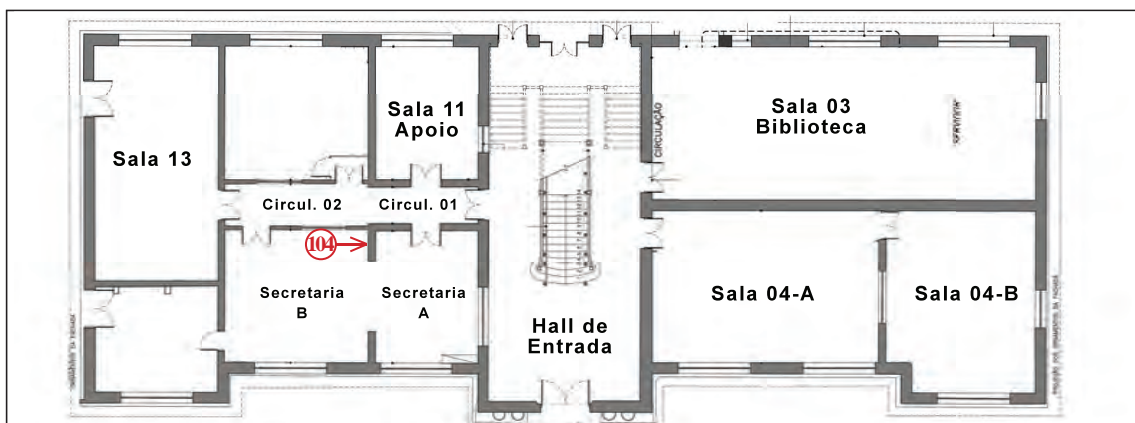 Sala 11
Apoio
Sala 03
Biblioteca
CIRCULAÇÃO
SERVIDOR
Sala 13
Circul. 02
Circul. 01
104
Secretaria
B
Secretaria
A
Sala 04-A
Sala 04-B
Hall de
Entrada